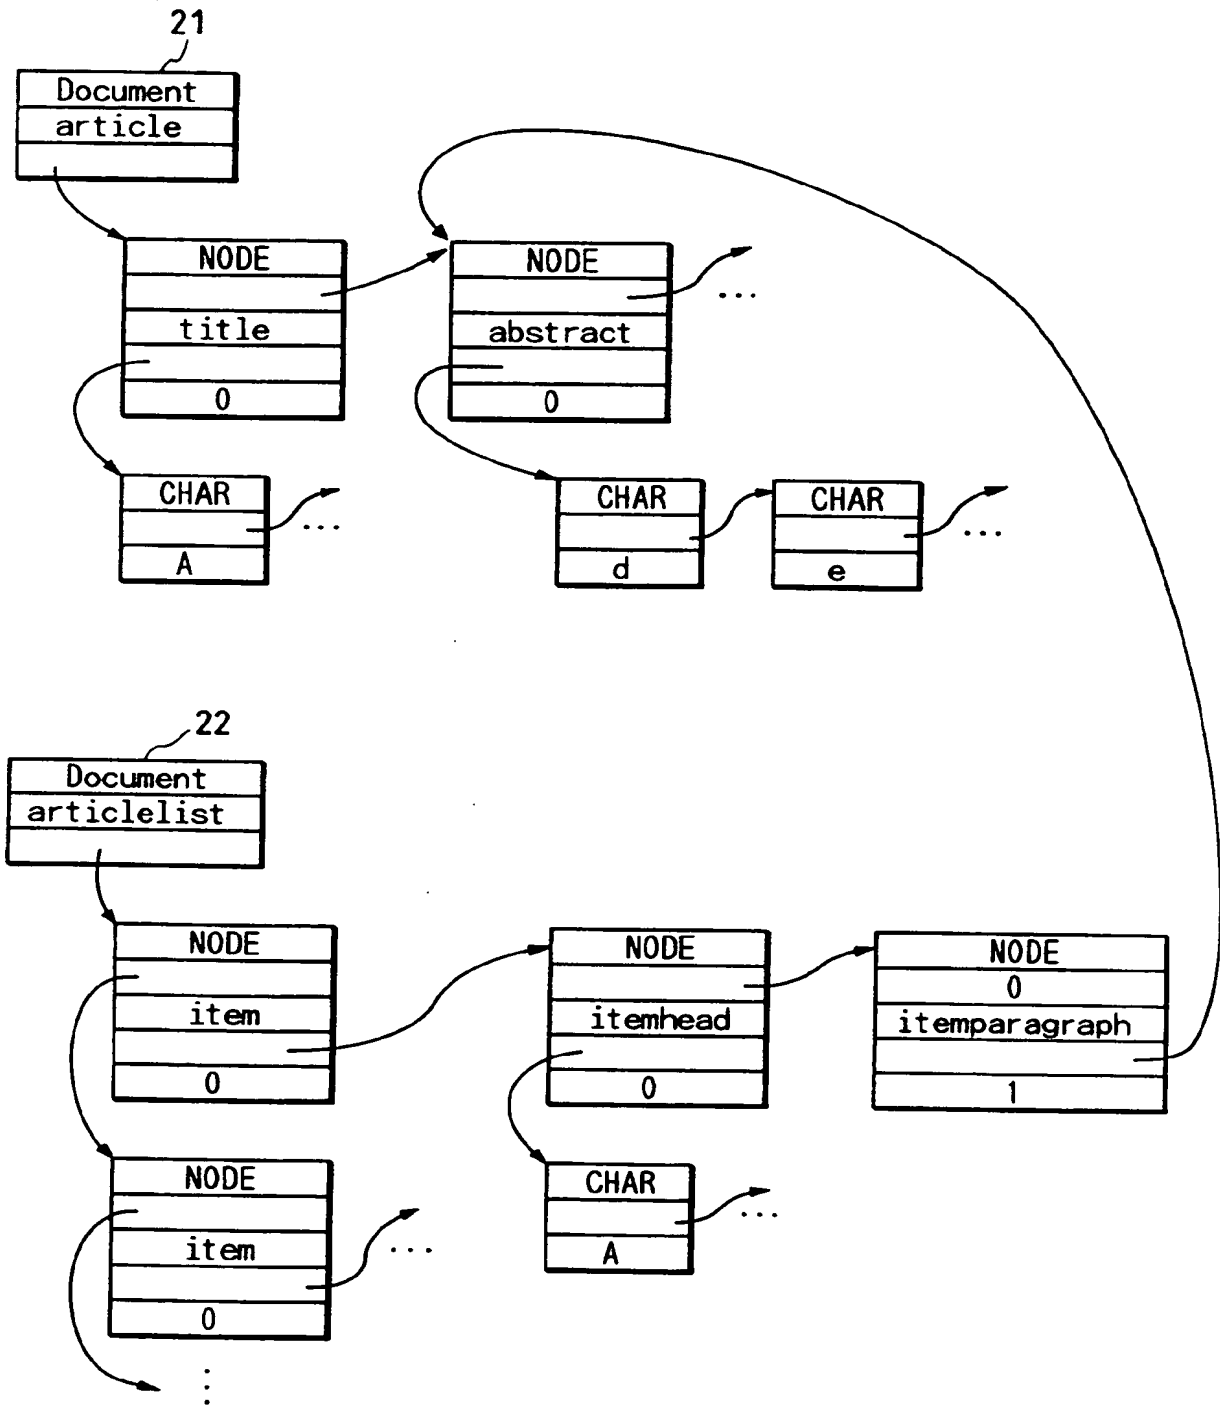 21
Document
article
NODE
title
0
NODE
abstract
0
...
CHAR
A
...
CHAR
d
CHAR
e
...
22
Document
articlelist
NODE
item
0
NODE
itemhead
0
NODE
0
itemparagraph
1
NODE
item
0
...
CHAR
A
...